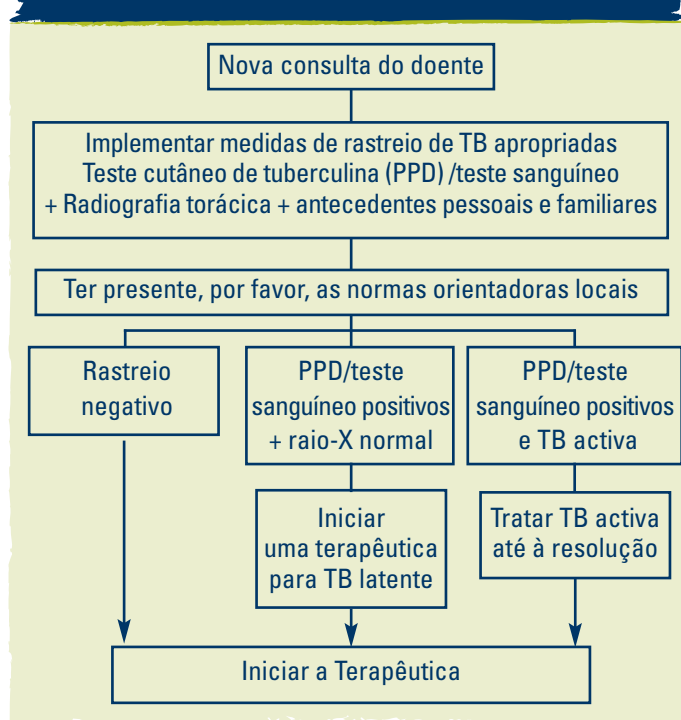 Nova consulta do doente
Implementar medidas de rastreio de TB apropriadas
Teste cutâneo de tuberculina (PPD) /teste sanguíneo
+ Radiografia torácica + antecedentes pessoais e familiares
Ter presente, por favor, as normas orientadoras locais
Rastreio
negativo
PPD/teste
sanguíneo positivos
+ raio-X normal
PPD/teste
sanguíneo positivos
e TB activa
Iniciar
uma terapêutica
para TB latente
Tratar TB activa
até à resolução
Iniciar a Terapêutica